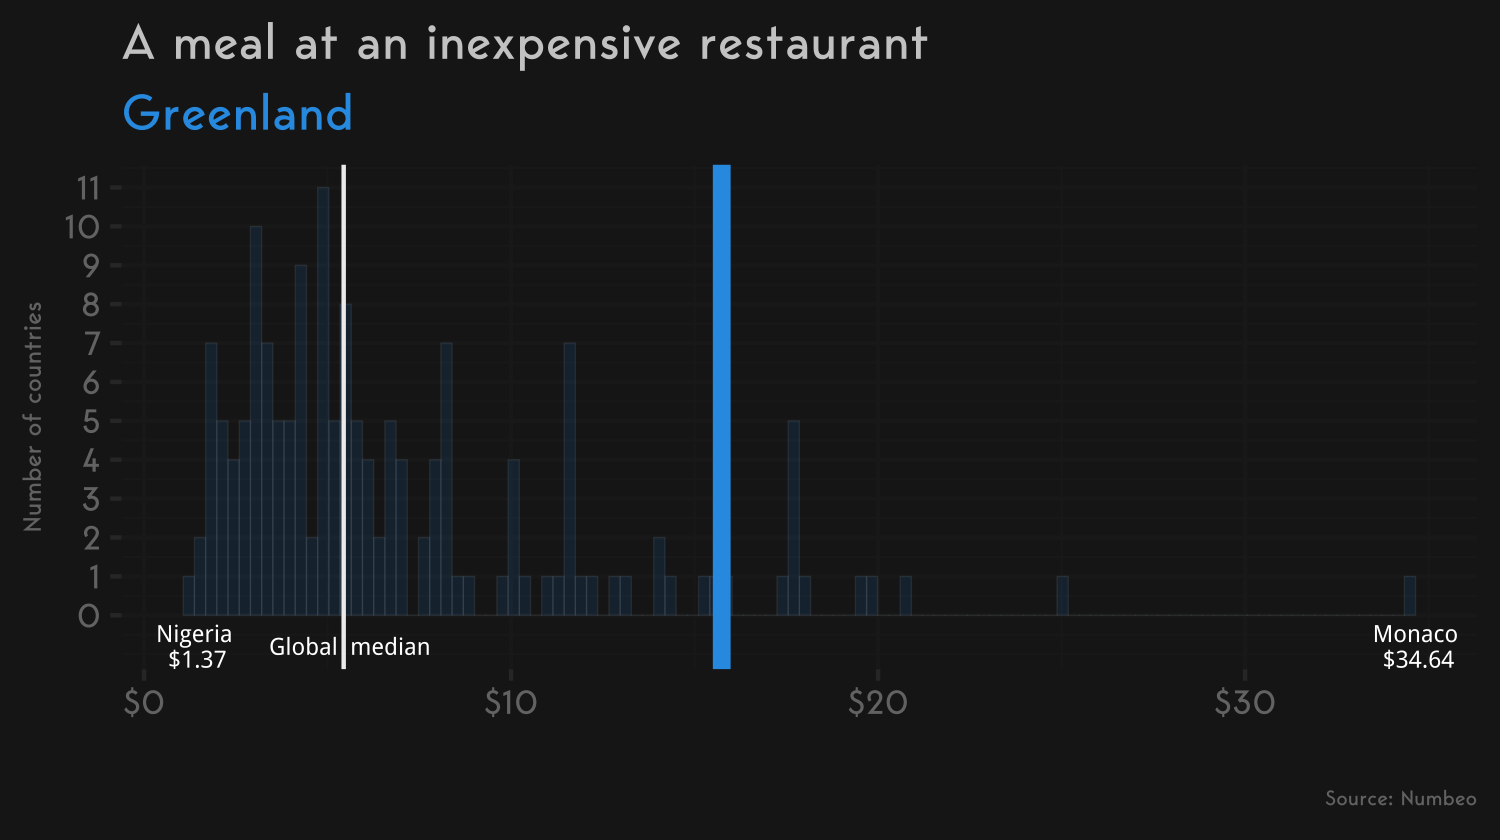 A meal at an inexpensive restaurant
Greenland
Number of countries
11
10
9
8
7
6
5
4
3
2
1
0
Nigeria
$1.37
Global median
Monaco
$34.64
$0 $10 $20 $30
Source: Numbeo